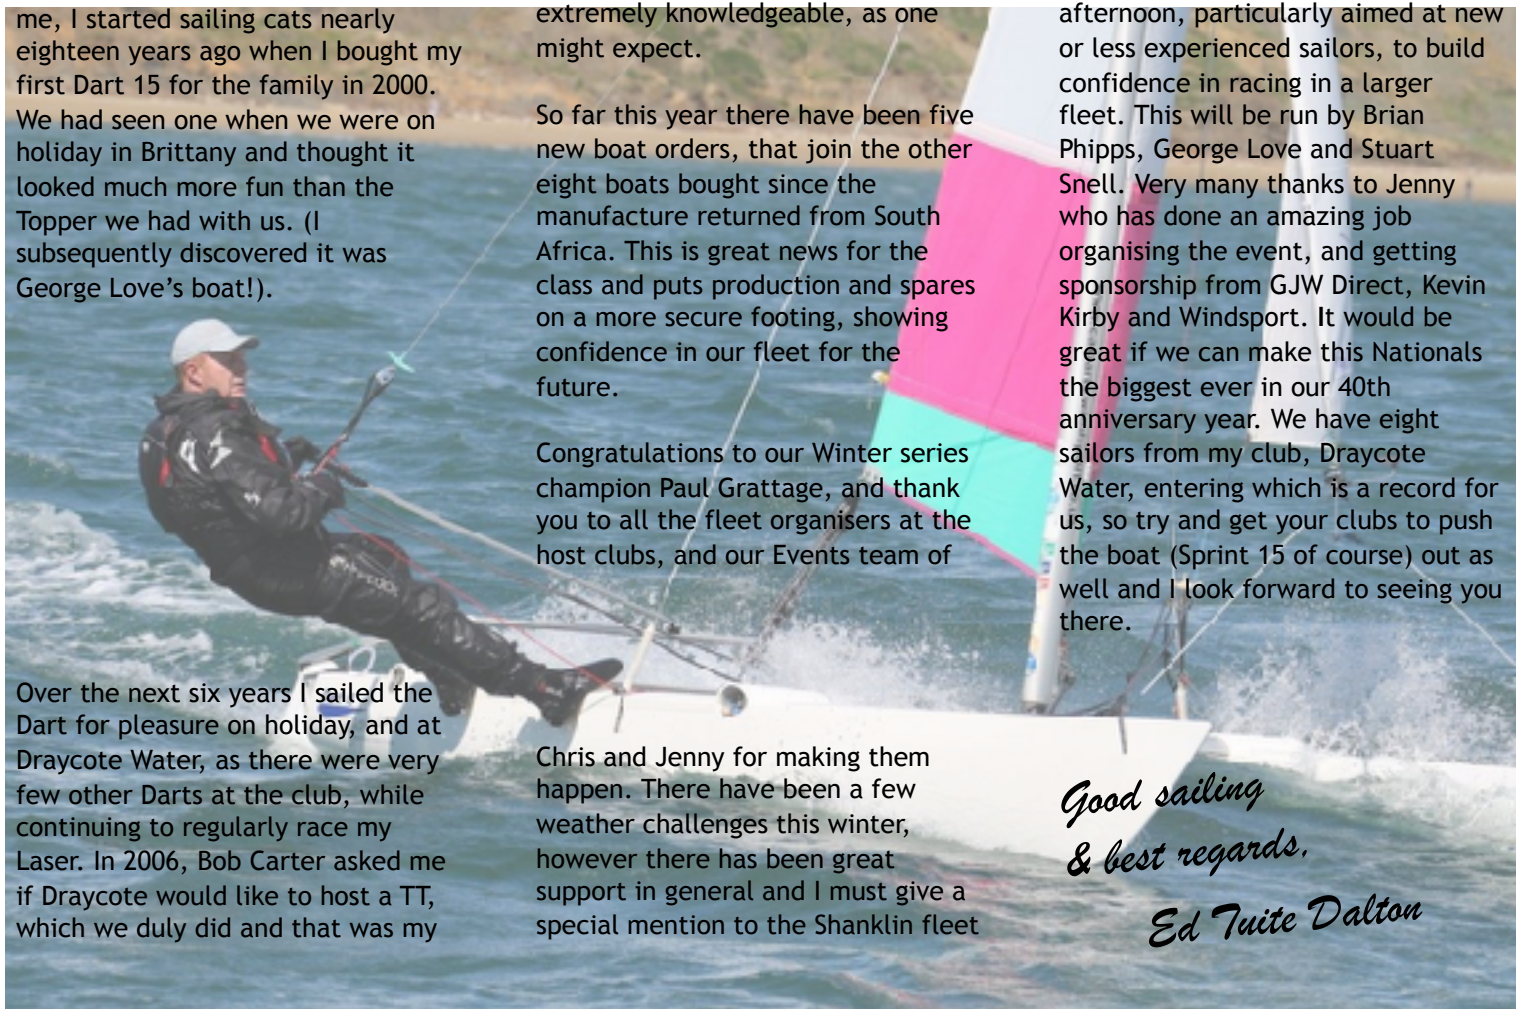 me, I started sailing cats nearly
eighteen years ago when I bought my
first Dart 15 for the family in 2000.
We had seen one when we were on
holiday in Brittany and thought it
looked much more fun than the
Topper we had with us. (I
subsequently discovered it was
George Love’s boat!).
Over the next six years I sailed the
Dart for pleasure on holiday, and at
Draycote Water, as there were very
few other Darts at the club, while
continuing to regularly race my
Laser. In 2006, Bob Carter asked me
if Draycote would like to host a TT,
which we duly did and that was my
extremely knowledgeable, as one
might expect.
So far this year there have been five
new boat orders, that join the other
eight boats bought since the
manufacture returned from South
Africa. This is great news for the
class and puts production and spares
on a more secure footing, showing
confidence in our fleet for the
future.
Congratulations to our Winter series
champion Paul Grattage, and thank
you to all the fleet organisers at the
host clubs, and our Events team of
Chris and Jenny for making them
happen. There have been a few
weather challenges this winter,
however there has been great
support in general and I must give a
special mention to the Shanklin fleet
afternoon, particularly aimed at new
or less experienced sailors, to build
confidence in racing in a larger
fleet. This will be run by Brian
Phipps, George Love and Stuart
Snell. Very many thanks to Jenny
who has done an amazing job
organising the event, and getting
sponsorship from GJW Direct, Kevin
Kirby and Windsport. It would be
great if we can make this Nationals
the biggest ever in our 40th
anniversary year. We have eight
sailors from my club, Draycote
Water, entering which is a record for
us, so try and get your clubs to push
the boat (Sprint 15 of course) out as
well and I look forward to seeing you
there.
Good sailing
& best regards,
Ed Tuite Dalton